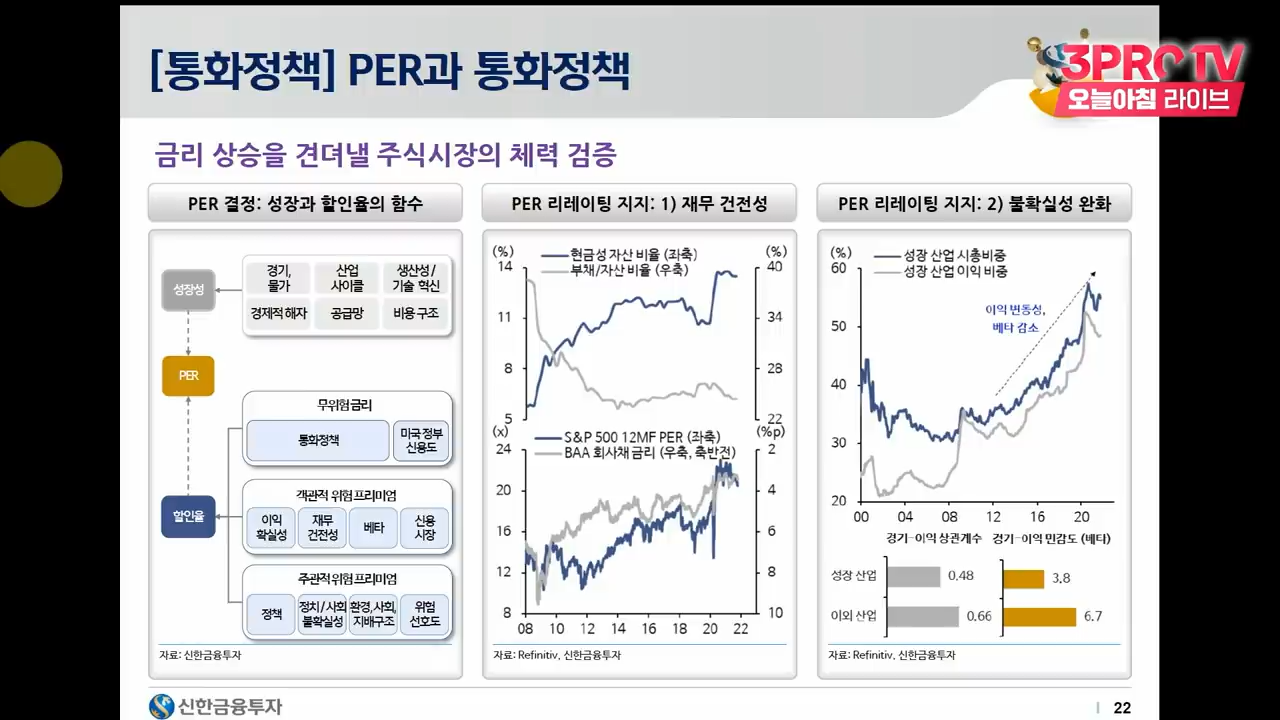 [통화정책] PER과 통화정책
3PROTV
오늘아침 라이브
금리 상승을 견뎌낼 주식시장의 체력 검증
PER 결정: 성장과 할인율의 함수
성장성
경기,
물가
산업
사이클
생산성 /
기술 혁신
경제적 해자
공급망
비용 구조
PER
무위험 금리
통화정책
미국 정부
신용도
할인율
객관적 위험 프리미엄
이익
확실성
재무
건전성
베타
신용
시장
주관적 위험 프리미엄
정책
정치 / 사회
불확실성
환경, 사회,
지배구조
위험
선호도
자료: 신한금융투자
PER 리레이팅 지지: 1) 재무 건전성
(%)
현금성 자산 비율 (좌축)
부채/자산 비율 (우축)
(%)
14
11
8
5
40
34
28
22
(x)
S&P 500 12MF PER (좌축)
BAA 회사채 금리 (우축, 축반전)
(%p)
24
20
16
12
8
2
4
6
8
10
08 10 12 14 16 18 20 22
자료: Refinitiv, 신한금융투자
PER 리레이팅 지지: 2) 불확실성 완화
(%)
성장 산업 시총비중
성장 산업 이익 비중
60
50
40
30
20
이익 변동성,
베타 감소
00 04 08 12 16 20
경기-이익 상관계수
경기-이익 민감도 (베타)
성장 산업
0.48
3.8
이외 산업
0.66
6.7
자료: Refinitiv, 신한금융투자
신한금융투자
22